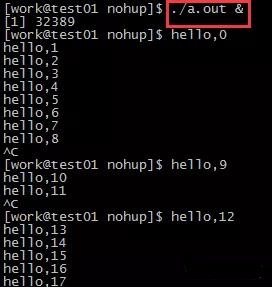 [work@test01 nohup]$ ./a.out &
[1] 32389
[work@test01 nohup]$ hello,0
hello,1
hello,2
hello,3
hello,4
hello,5
hello,6
hello,7
hello,8
^C
[work@test01 nohup]$ hello,9
hello,10
hello,11
^C
[work@test01 nohup]$ hello,12
hello,13
hello,14
hello,15
hello,16
hello,17